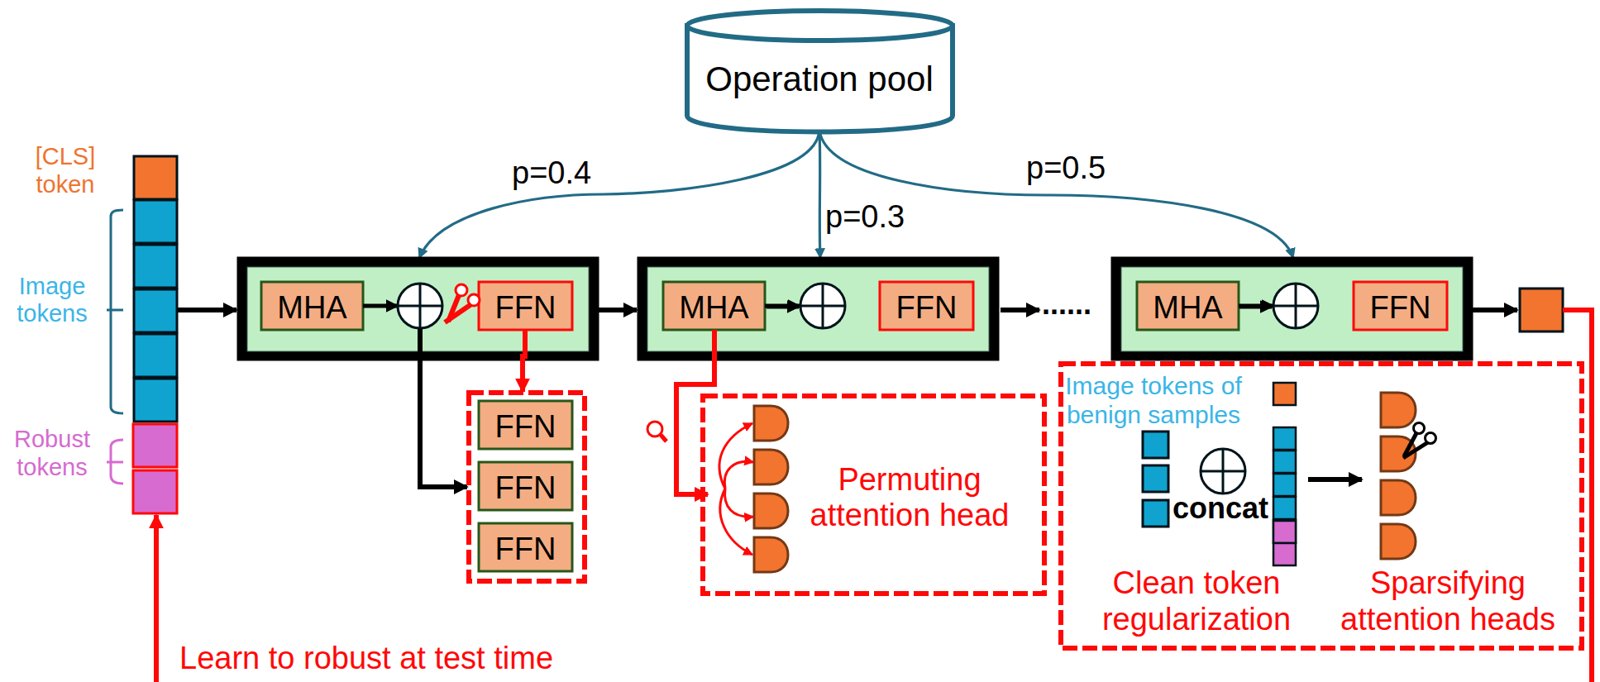 Operation pool
p=0.4
p=0.3
p=0.5
[CLS]
token
Image
tokens
Robust
tokens
MHA
FFN
MHA
FFN
......
MHA
FFN
FFN
FFN
FFN
Permuting
attention head
Image tokens of
benign samples
concat
Clean token
regularization
Sparsifying
attention heads
Learn to robust at test time